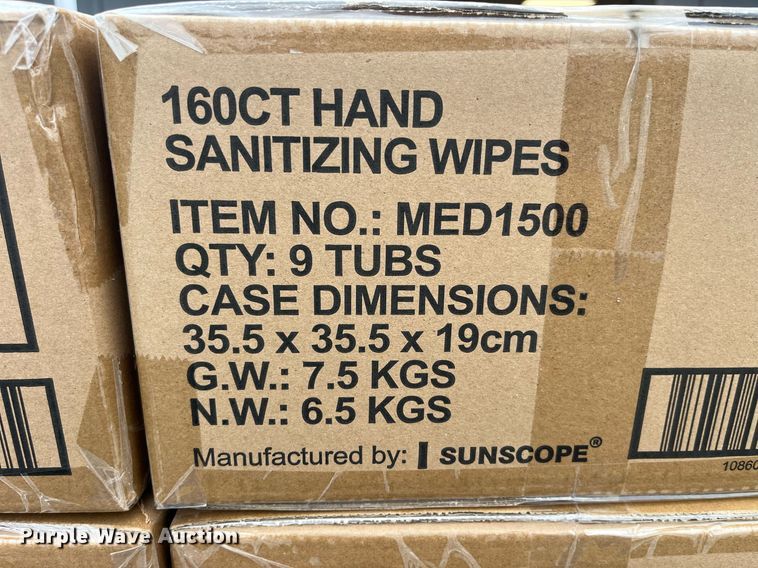 160CT HAND
SANITIZING WIPES
ITEM NO.: MED1500
QTY: 9 TUBS
CASE DIMENSIONS:
35.5 x 35.5 x 19cm
G.W.: 7.5 KGS
N.W.: 6.5 KGS
Manufactured by: SUNSCOPE®
10860
Purple Wave Auction